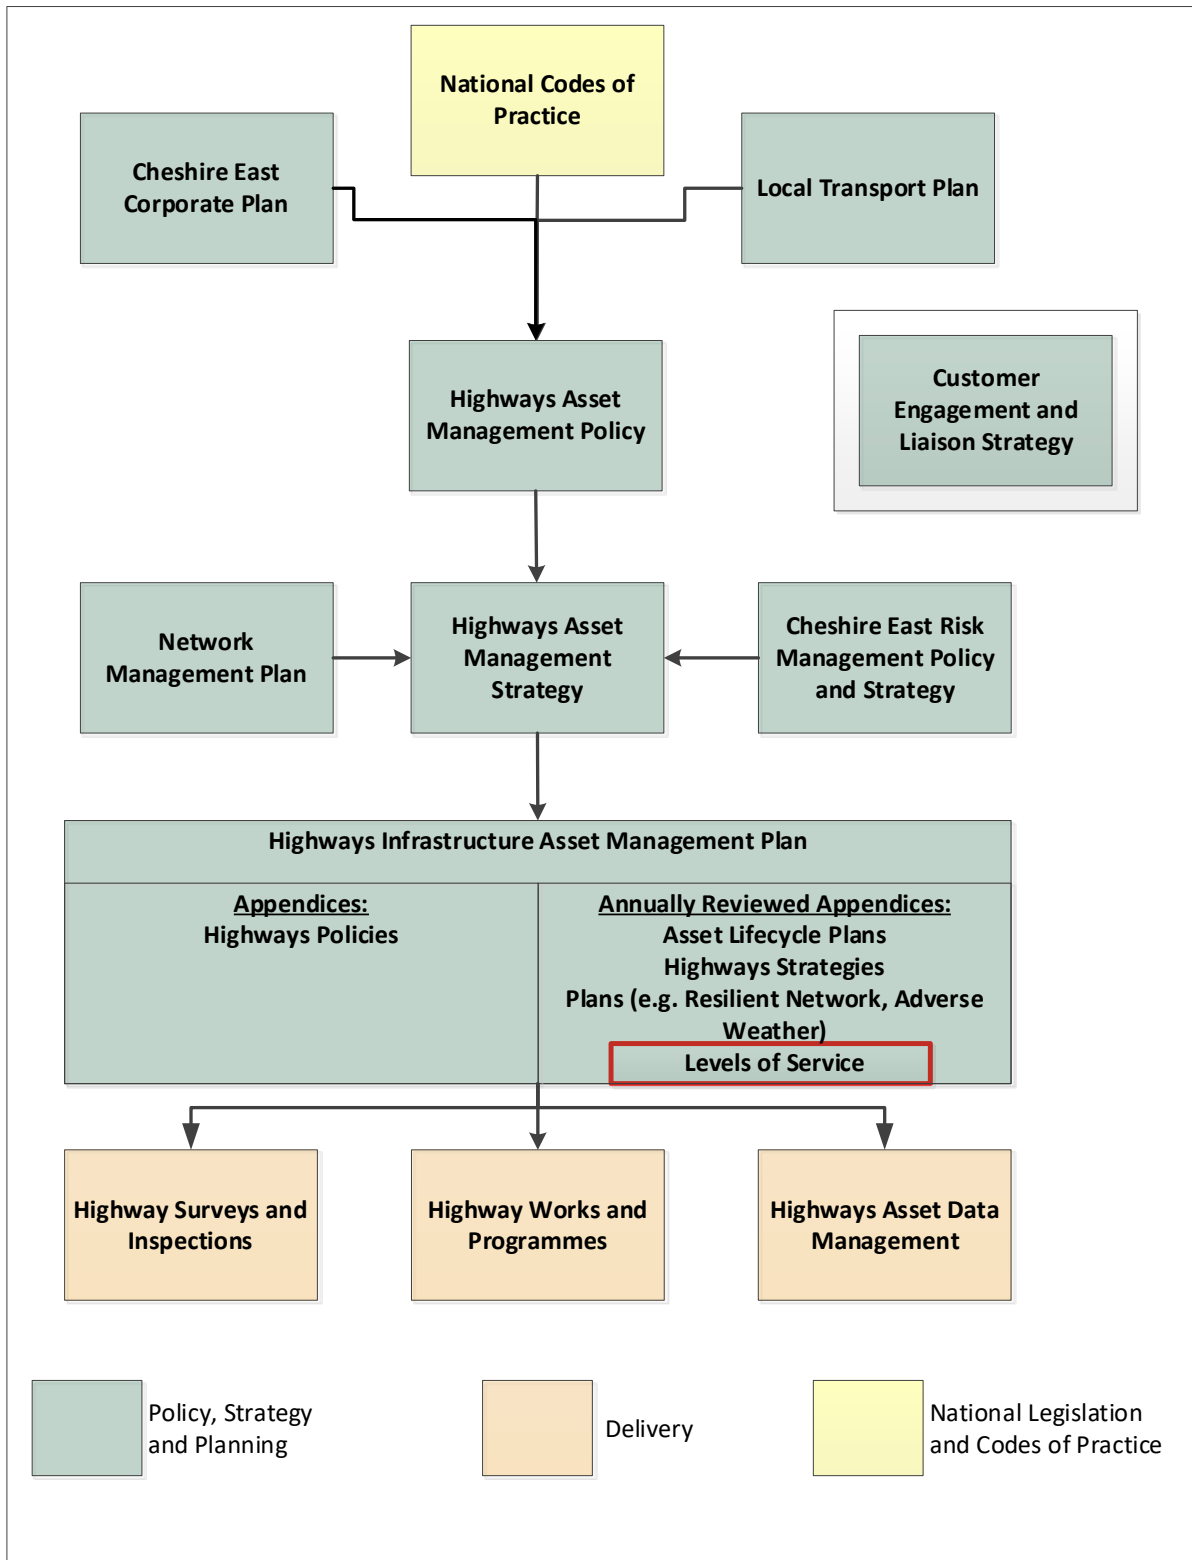 National Codes of
Practice
Cheshire East
Corporate Plan
Local Transport Plan
Highways Asset
Management Policy
Customer
Engagement and
Liaison Strategy
Network
Management Plan
Highways Asset
Management
Strategy
Cheshire East Risk
Management Policy
and Strategy
Highways Infrastructure Asset Management Plan
Appendices:
Highways Policies
Annually Reviewed Appendices:
Asset Lifecycle Plans
Highways Strategies
Plans (e.g. Resilient Network, Adverse
Weather)
Levels of Service
Highway Surveys and
Inspections
Highway Works and
Programmes
Highways Asset Data
Management
Policy, Strategy
and Planning
Delivery
National Legislation
and Codes of Practice